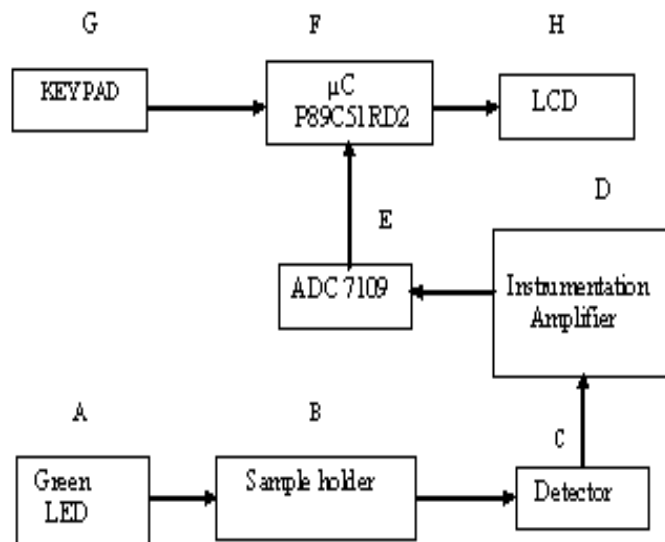 G
F
H
KEYPAD
µC
P89C51RD2
LCD
D
E
ADC 7109
Instrumentation
Amplifier
A
B
C
Green
LED
Sample holder
Detector